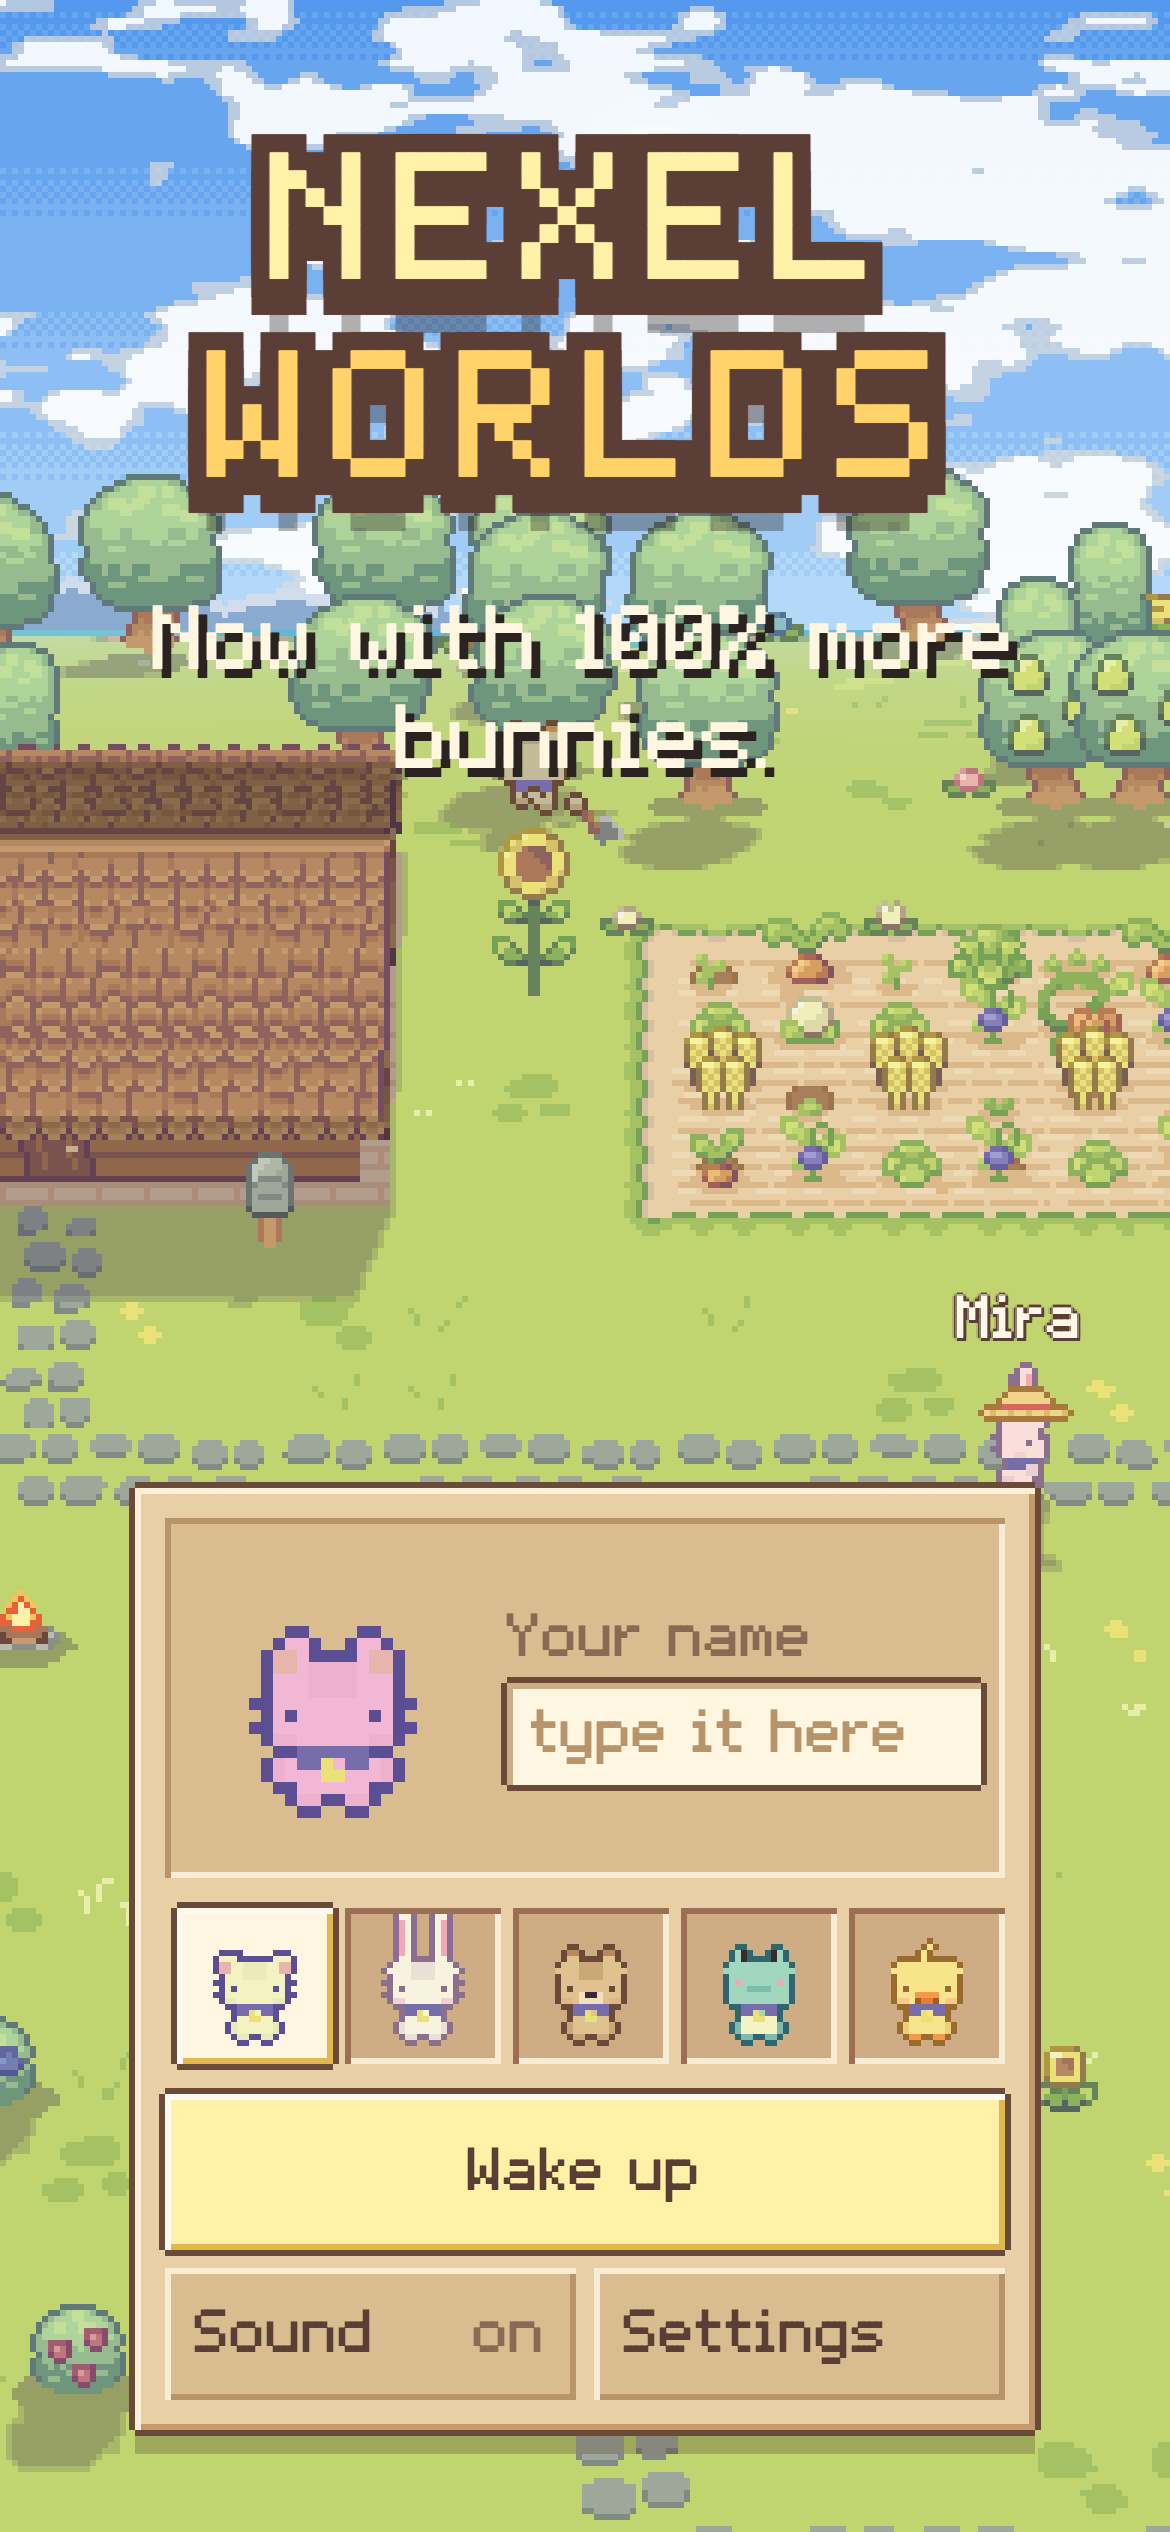 NEXEL
WORLDS
Now with 100% more
bunnies.
Mira
Your name
type it here
Wake up
Sound on
Settings